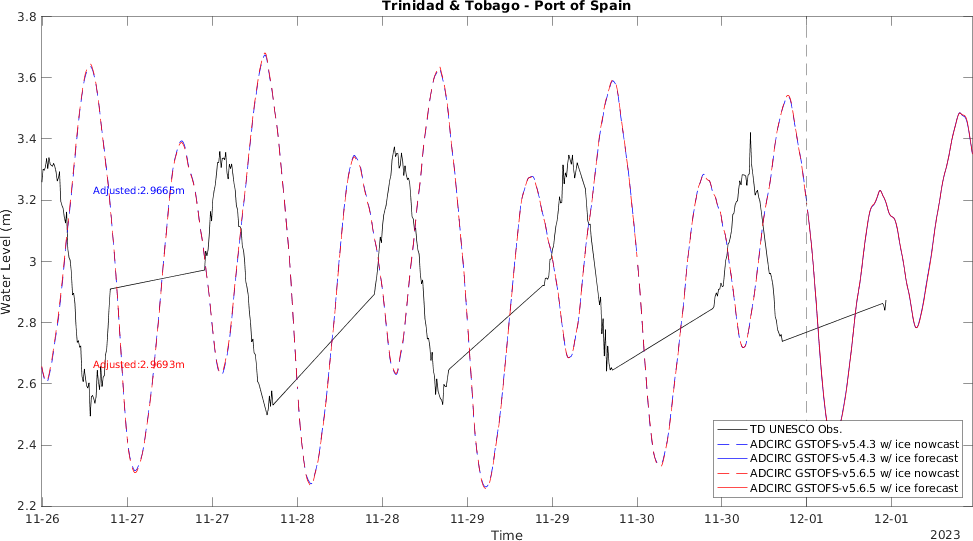 Trinidad & Tobago - Port of Spain
3.8
3.6
3.4
3.2
3
2.8
2.6
2.4
2.2
Water Level (m)
Adjusted:2.9665m
Adjusted:2.9693m
TD UNESCO Obs.
ADCIRC GSTOFS-v5.4.3 w/ ice nowcast
ADCIRC GSTOFS-v5.4.3 w/ ice forecast
ADCIRC GSTOFS-v5.6.5 w/ ice nowcast
ADCIRC GSTOFS-v5.6.5 w/ ice forecast
11-26 11-27 11-27 11-28 11-28 11-29 11-29 11-30 11-30 12-01 12-01
Time
2023